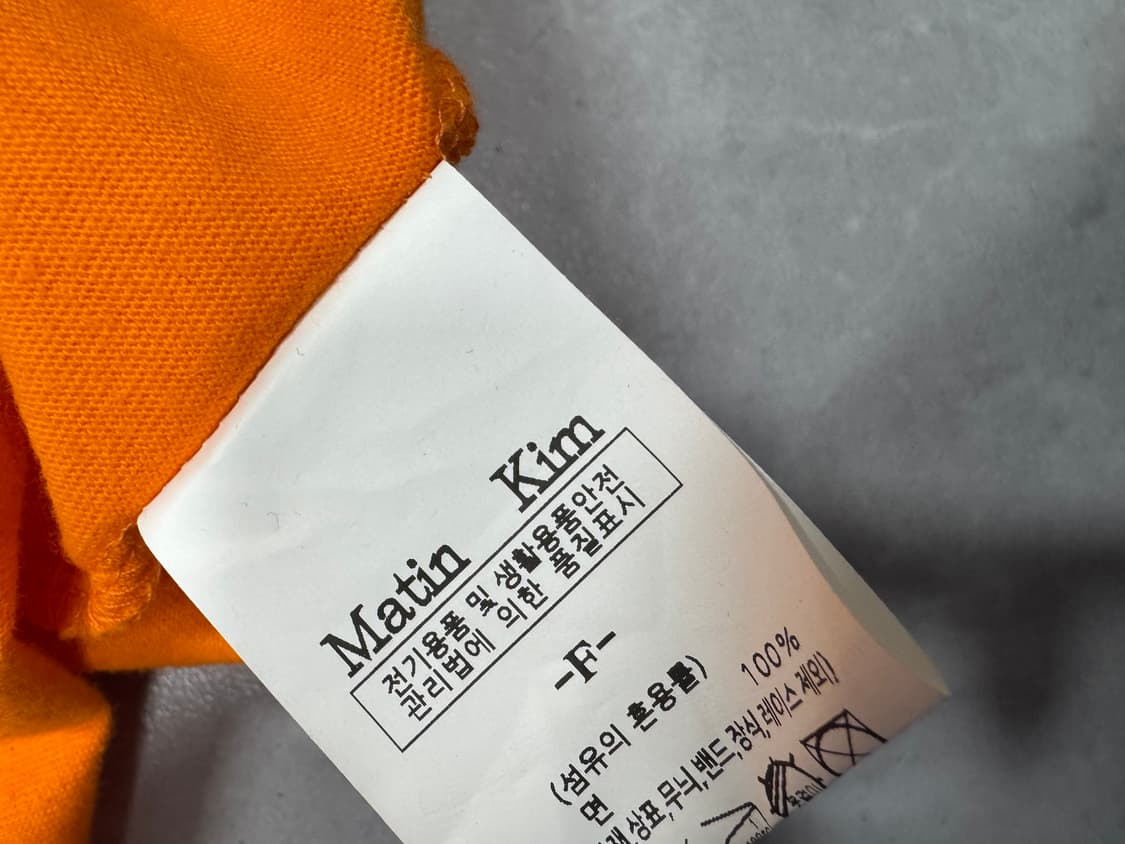 Matin Kim
전기용품 및 생활용품안전
관리법에 의한 품질표시
-F-
(섬유의 혼용률)
면 100%
상표,무늬,밴드,장식,레이스 제외)